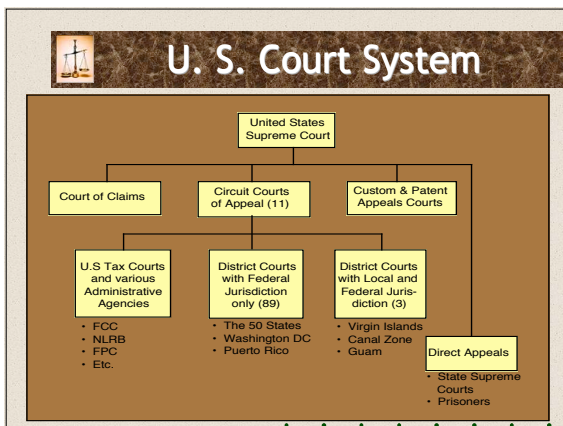 U. S. Court System
United States
Supreme Court
Court of Claims
Circuit Courts
of Appeal (11)
Custom & Patent
Appeals Courts
U.S Tax Courts
and various
Administrative
Agencies
• FCC
• NLRB
• FPC
• Etc.
District Courts
with Federal
Jurisdiction
only (89)
• The 50 States
• Washington DC
• Puerto Rico
District Courts
with Local and
Federal Juris-
diction (3)
• Virgin Islands
• Canal Zone
• Guam
Direct Appeals
• State Supreme
Courts
• Prisoners